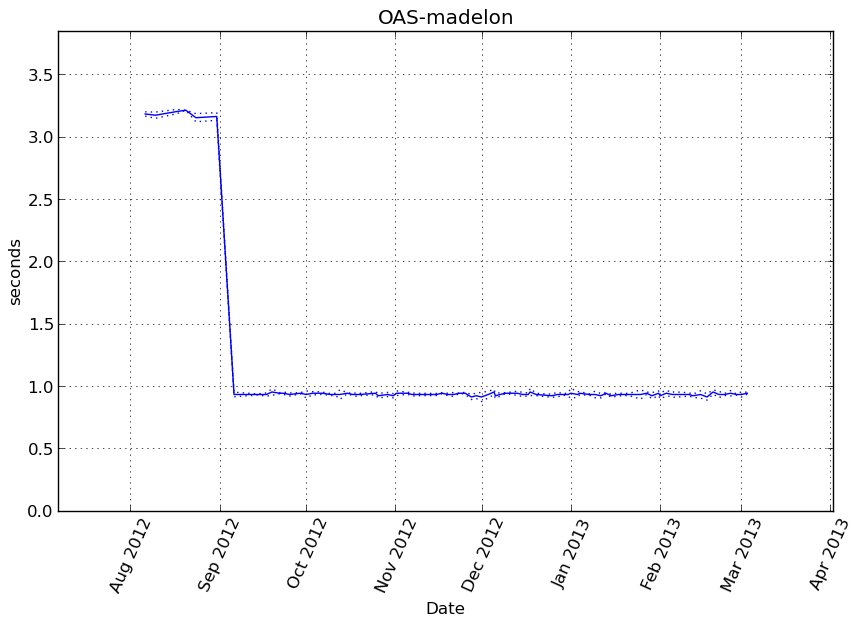 OAS-madelon
3.5
3.0
2.5
2.0
1.5
1.0
0.5
0.0
seconds
Aug 2012
Sep 2012
Oct 2012
Nov 2012
Dec 2012
Jan 2013
Feb 2013
Mar 2013
Apr 2013
Date